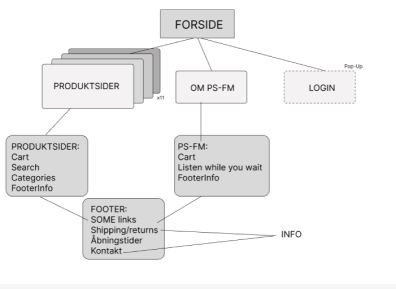 FORSIDE
Pop-Up
PRODUKTSIDER
OM PS-FM
LOGIN
x11
PRODUKTSIDER:
Cart
Search
Categories
FooterInfo
PS-FM:
Cart
Listen while you wait
FooterInfo
FOOTER:
SOME links
Shipping/returns
Åbningstider
Kontakt
INFO